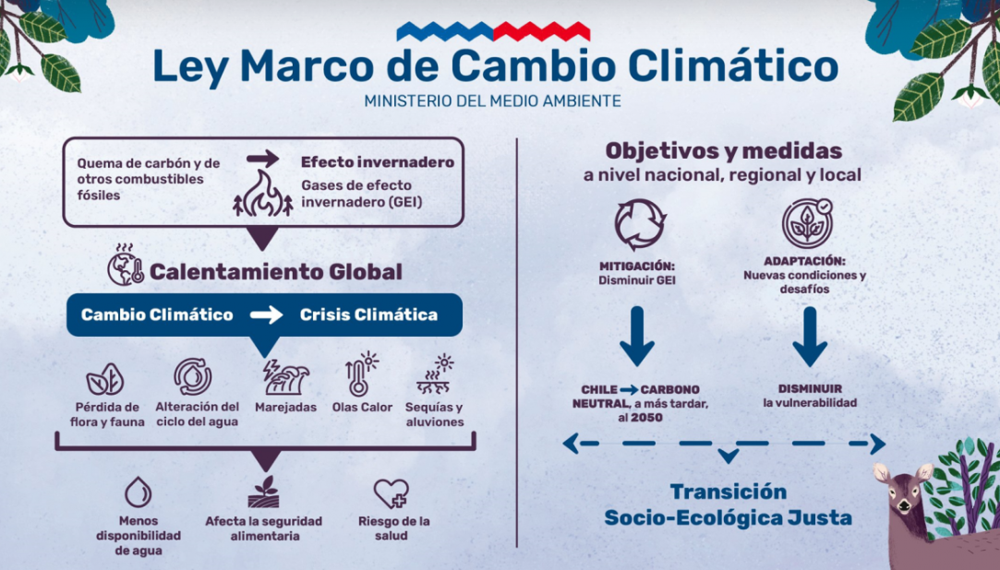 Ley Marco de Cambio Climático
MINISTERIO DEL MEDIO AMBIENTE
Quema de carbón y de
otros combustibles
fósiles
Efecto invernadero
Gases de efecto
invernadero (GEI)
Calentamiento Global
Cambio Climático
Crisis Climática
Pérdida de
flora y fauna
Alteración del
ciclo del agua
Marejadas
Olas Calor
Sequías y
aluviones
Menos
disponibilidad
de agua
Afecta la seguridad
alimentaria
Riesgo de la
salud
Objetivos y medidas
a nivel nacional, regional y local
MITIGACIÓN:
Disminuir GEI
ADAPTACIÓN:
Nuevas condiciones y
desafíos
CHILE CARBONO
NEUTRAL, a más tardar,
al 2050
DISMINUIR
la vulnerabilidad
Transición
Socio-Ecológica Justa